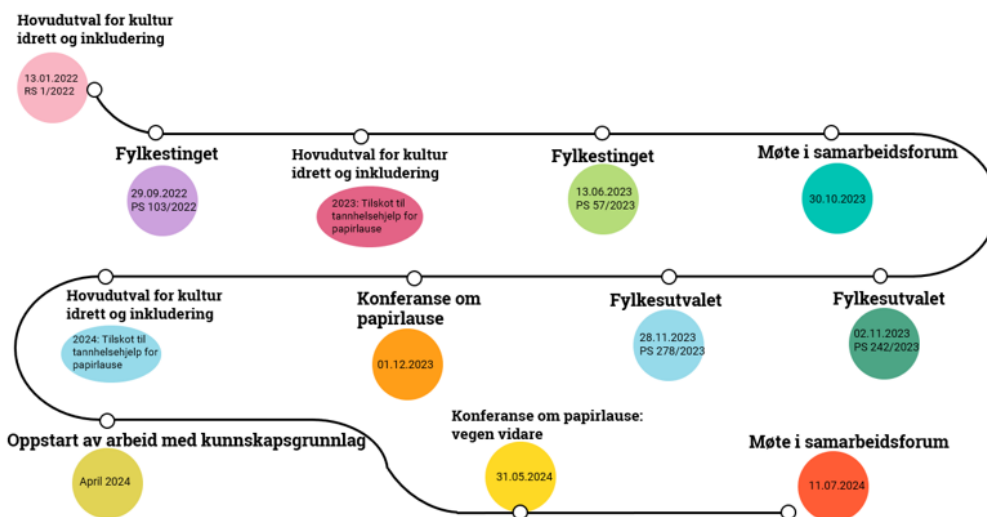 Hovudutval for kultur
idrett og inkludering
13.01.2022
RS 1/2022
Fylkestinget
29.09.2022
PS 103/2022
Hovudutval for kultur
idrett og inkludering
2023: Tilskot til
tannhelsehjelp for
papirlause
Fylkestinget
13.06.2023
PS 57/2023
Møte i samarbeidsforum
30.10.2023
Fylkesutvalet
02.11.2023
PS 242/2023
Fylkesutvalet
28.11.2023
PS 278/2023
Konferanse om
papirlause
01.12.2023
Hovudutval for kultur
idrett og inkludering
2024: Tilskot til
tannhelsehjelp for
papirlause
Oppstart av arbeid med kunnskapsgrunnlag
April 2024
Konferanse om papirlause:
vegen vidare
31.05.2024
Møte i samarbeidsforum
11.07.2024